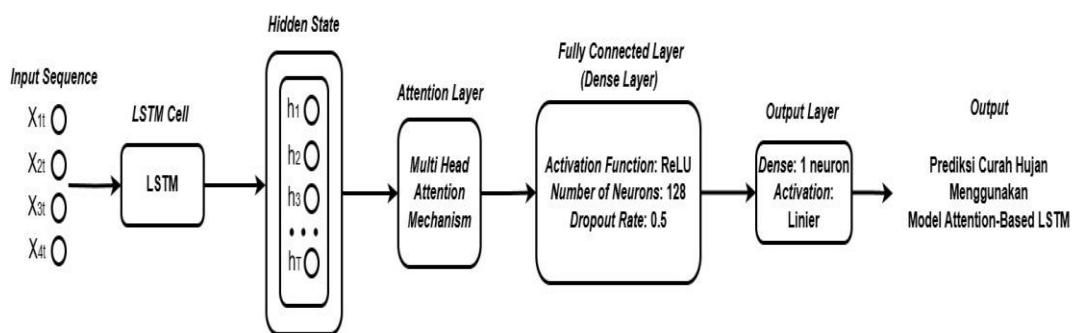 Input Sequence
X1t
X2t
X3t
X4t
LSTM Cell
LSTM
Hidden State
h1
h2
h3
...
hT
Attention Layer
Multi Head
Attention
Mechanism
Fully Connected Layer
(Dense Layer)
Activation Function: ReLU
Number of Neurons: 128
Dropout Rate: 0.5
Output Layer
Dense: 1 neuron
Activation:
Linier
Output
Prediksi Curah Hujan
Menggunakan
Model Attention-Based LSTM